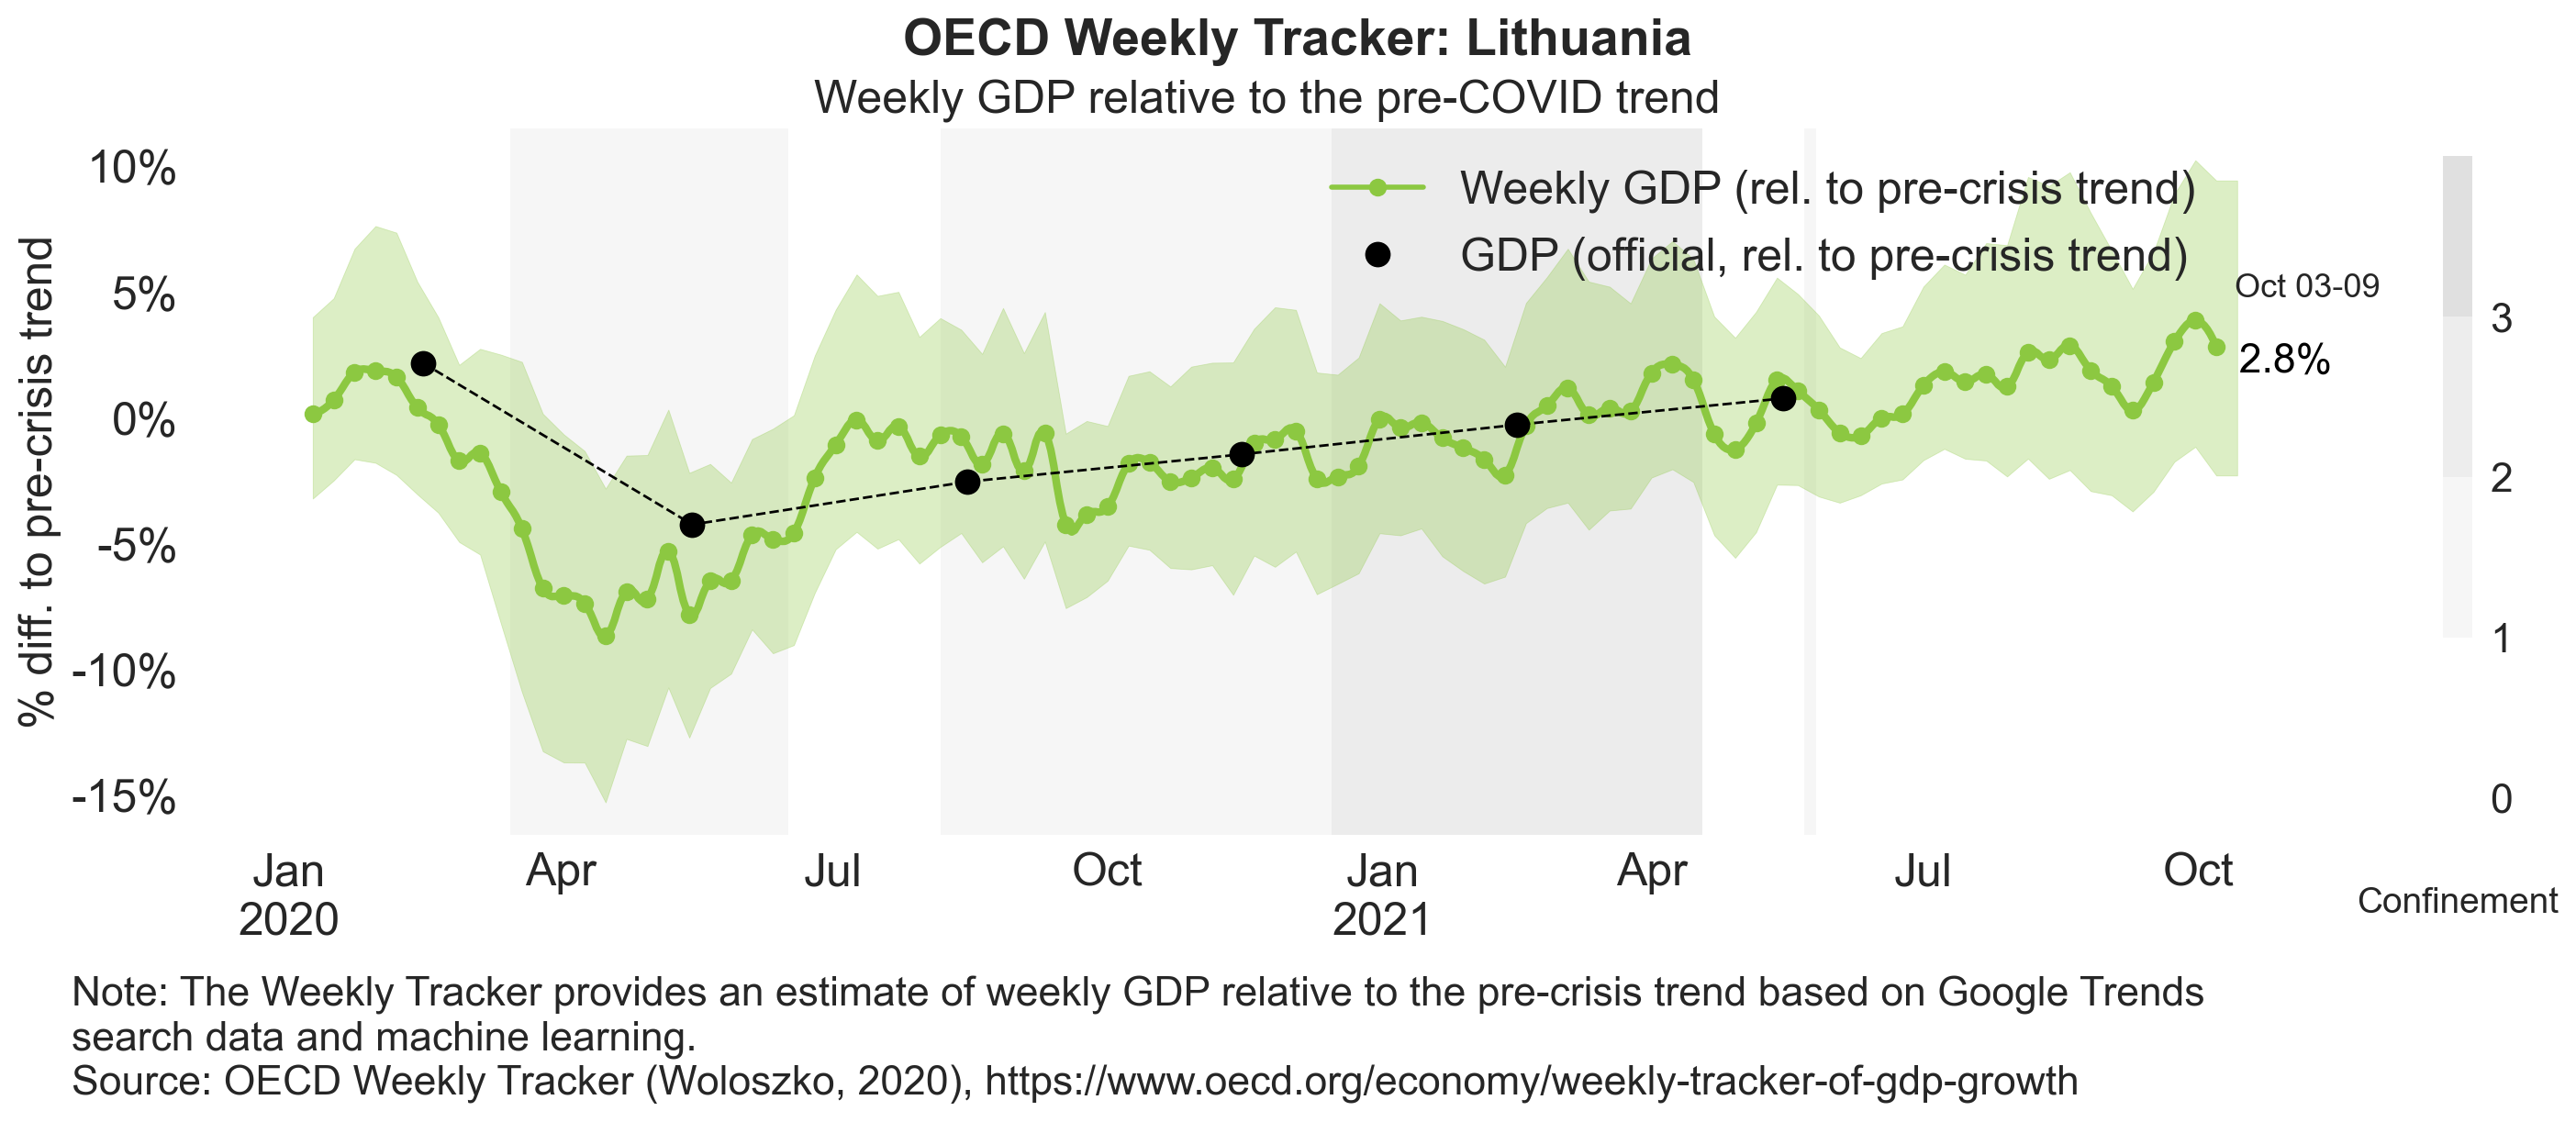 OECD Weekly Tracker: Lithuania
Weekly GDP relative to the pre-COVID trend
% diff. to pre-crisis trend
10%
5%
0%
-5%
-10%
-15%
Weekly GDP (rel. to pre-crisis trend)
GDP (official, rel. to pre-crisis trend)
Oct 03-09
2.8%
3
2
1
0
Confinement
Jan Apr Jul Oct Jan Apr Jul Oct
2020 2021
Note: The Weekly Tracker provides an estimate of weekly GDP relative to the pre-crisis trend based on Google Trends
search data and machine learning.
Source: OECD Weekly Tracker (Woloszko, 2020), https://www.oecd.org/economy/weekly-tracker-of-gdp-growth